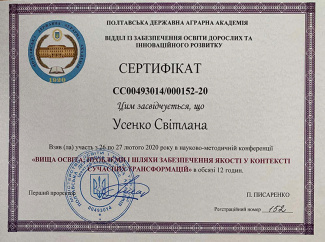 ПОЛТАВСЬКА ДЕРЖАВНА АГРАРНА АКАДЕМІЯ
ВІДДІЛ ІЗ ЗАБЕЗПЕЧЕННЯ ОСВІТИ ДОРОСЛИХ ТА
ІННОВАЦІЙНОГО РОЗВИТКУ
1920
СЕРТИФІКАТ
СС00493014/000152-20
Цим засвідчується, що
Усенко Світлана
Взяв (ла) участь з 26 по 27 лютого 2020 року в науково-методичній конференції
«ВИЩА ОСВІТА: ПРОБЛЕМИ І ШЛЯХИ ЗАБЕЗПЕЧЕННЯ ЯКОСТІ У КОНТЕКСТІ
СУЧАСНИХ ТРАНСФОРМАЦІЙ» в обсязі 12 годин.
Перший П. ПИСАРЕНКО
00493014
Реєстраційний номер 152